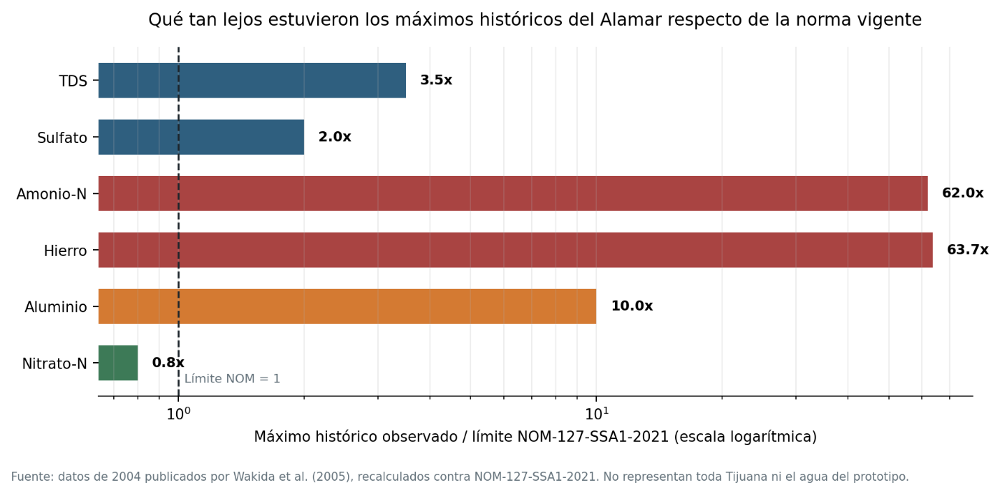 Qué tan lejos estuvieron los máximos históricos del Alamar respecto de la norma vigente
TDS
3.5x
Sulfato
2.0x
Amonio-N
62.0x
Hierro
63.7x
Aluminio
10.0x
Nitrato-N
0.8x
Límite NOM = 1
10⁰
10¹
Máximo histórico observado / límite NOM-127-SSA1-2021 (escala logarítmica)
Fuente: datos de 2004 publicados por Wakida et al. (2005), recalculados contra NOM-127-SSA1-2021. No representan toda Tijuana ni el agua del prototipo.